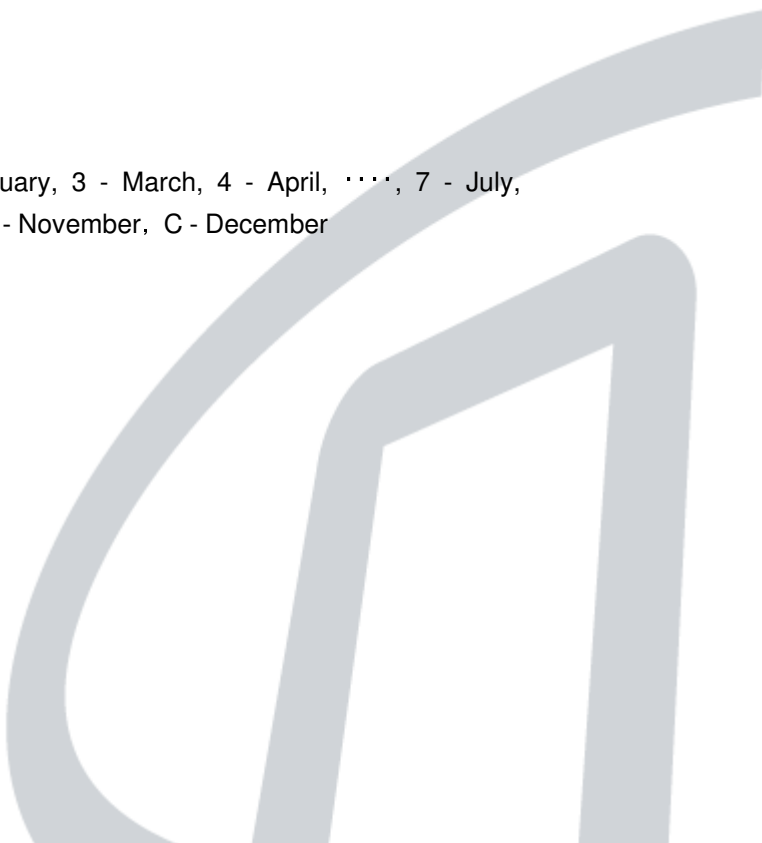 uary, 3 - March, 4 - April, ····, 7 - July,
- November, C - December